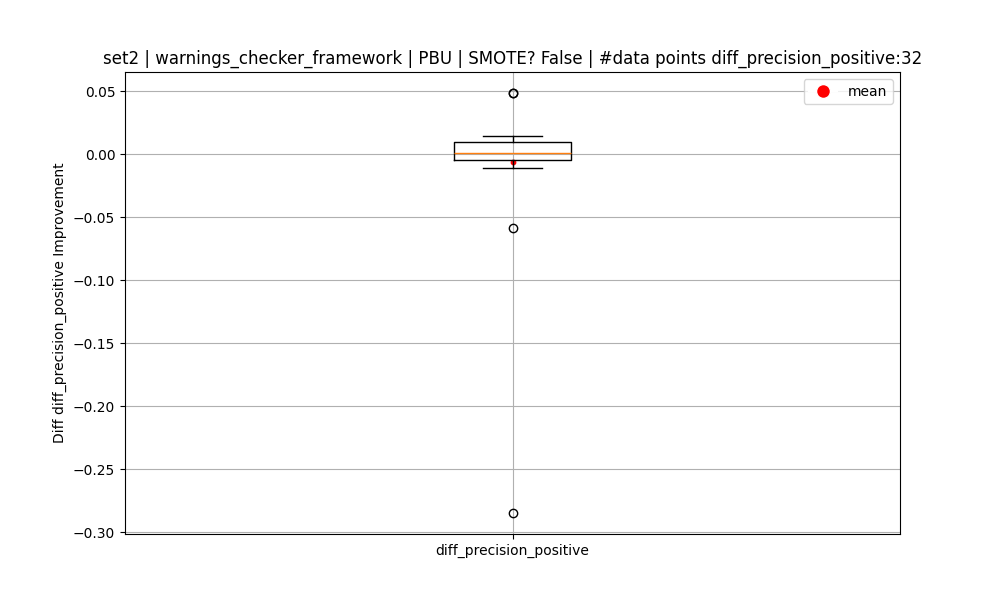 set2 | warnings_checker_framework | PBU | SMOTE? False | #data points diff_precision_positive:32
mean
0.05
0.00
−0.05
−0.10
−0.15
−0.20
−0.25
−0.30
Diff diff_precision_positive Improvement
diff_precision_positive